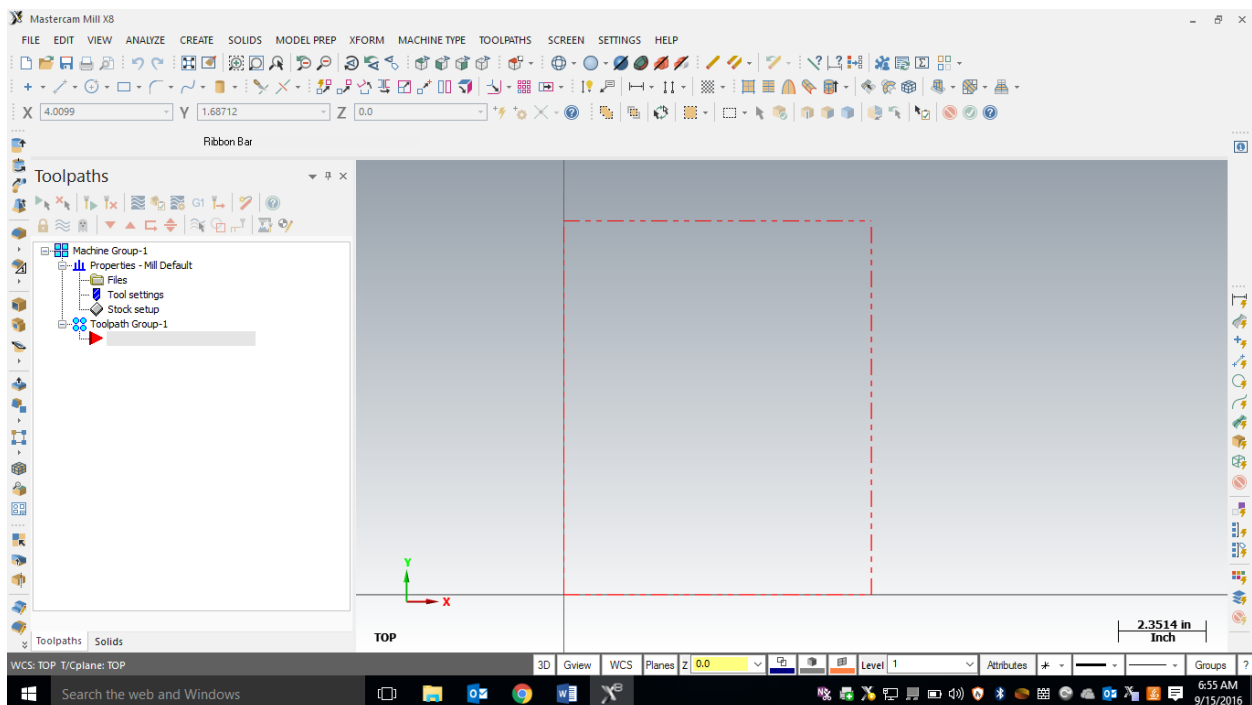 Mastercam Mill X8
FILE EDIT VIEW ANALYZE CREATE SOLIDS MODEL PREP XFORM MACHINE TYPE TOOLPATHS SCREEN SETTINGS HELP
X 4.0099 Y 1.68712 Z 0.0
Ribbon Bar
Toolpaths
G1
Machine Group-1
Properties - Mill Default
Files
Tool settings
Stock setup
Toolpath Group-1
Y
X
TOP
2.3514 in
Inch
Toolpaths Solids
WCS: TOP T/Cplane: TOP
3D Gview WCS Planes Z 0.0 Level 1 Attributes Groups ?
Search the web and Windows
6:55 AM
9/15/2016